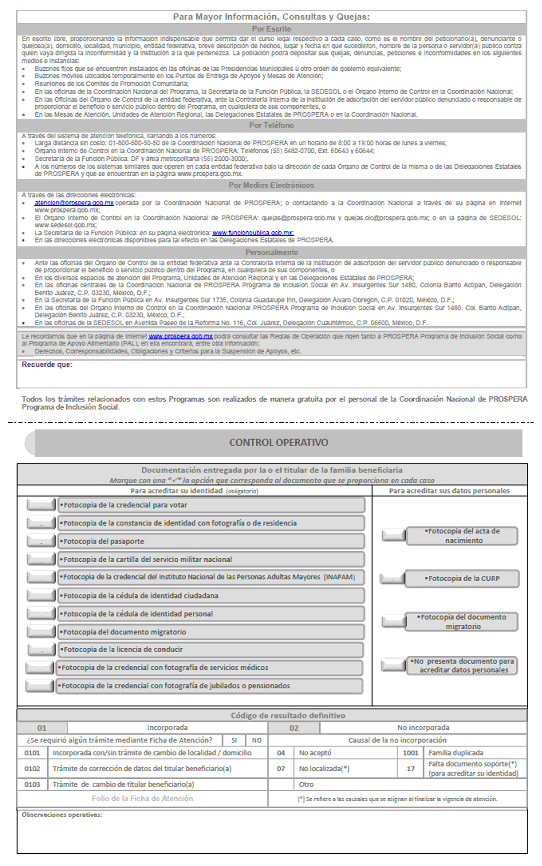 Para Mayor Información, Consultas y Quejas:
Por Escrito
En escrito libre, proporcionando la información indispensable que permita dar el curso legal respectivo a cada caso, como es el nombre del peticionario(a), denunciante o
quejoso(a), domicilio, localidad, municipio, entidad federativa, breve descripción de hechos, lugar y fecha en que sucedieron, nombre de la persona o servidor(a) público contra
quien vaya dirigida la inconformidad y la institución a la que pertenezca. La población podrá depositar sus quejas, denuncias, peticiones e inconformidades en los siguientes
medios e instancias:
• Buzones fijos que se encuentren instalados en las oficinas de las Presidencias Municipales u otro orden de gobierno equivalente;
• Buzones móviles ubicados temporalmente en los Puntos de Entrega de Apoyos y Mesas de Atención;
• Reuniones de los Comités de Promoción Comunitaria;
• En las oficinas de la Coordinación Nacional del Programa, la Secretaría de la Función Pública, la SEDESOL o el Órgano Interno de Control en la Coordinación Nacional;
• En las Oficinas del Órgano de Control de la entidad federativa, ante la Contraloría Interna de la Institución de adscripción del servidor público denunciado o responsable de
proporcionar el beneficio o servicio público dentro del Programa, en cualquiera de sus componentes, o
• En las Mesas de Atención, Unidades de Atención Regional, las Delegaciones Estatales de PROSPERA o en la Coordinación Nacional.
Por Teléfono
A través del sistema de atención telefónica, llamando a los números:
• Larga distancia sin costo: 01-800-500-50-50 de la Coordinación Nacional de PROSPERA en un horario de 8:00 a 19:00 horas de lunes a viernes;
• Órgano Interno de Control en la Coordinación Nacional de PROSPERA: Teléfonos (55) 5482-0700, Ext. 60643 y 60644;
• Secretaría de la Función Pública: DF y área metropolitana (55) 2000-3000;.
• A los números de los sistemas similares que operen en cada entidad federativa bajo la dirección de cada Órgano de Control de la misma o de las Delegaciones Estatales
de PROSPERA y que se encuentran en la página www.prospera.gob.mx.
Por Medios Electrónicos
A través de las direcciones electrónicas:
• atencion@prospera.gob.mx operada por la Coordinación Nacional de PROSPERA; o contactando a la Coordinación Nacional a través de su página en Internet
www.prospera.gob.mx;
• El Órgano Interno de Control en la Coordinación Nacional de PROSPERA: quejas@prospera.gob.mx y quejas.oic@prospera.gob.mx; o en la página de SEDESOL:
www.sedesol.gob.mx;
• La Secretaría de la Función Pública: en su página electrónica: www.funcionpublica.gob.mx;
• En las direcciones electrónicas disponibles para tal efecto en las Delegaciones Estatales de PROSPERA.
Personalmente
• Ante las oficinas del Órgano de Control de la entidad federativa ante la Contraloría Interna de la Institución de adscripción del servidor público denunciado o responsable
de proporcionar el beneficio o servicio público dentro del Programa, en cualquiera de sus componentes, o
• En los diversos espacios de atención del Programa, Unidades de Atención Regional y en las Delegaciones Estatales de PROSPERA;
• En las oficinas centrales de la Coordinación Nacional de PROSPERA Programa de Inclusión Social en Av. Insurgentes Sur 1480, Colonia Barrio Actipan, Delegación
Benito Juárez, C.P. 03230, México, D.F.;
• En la Secretaría de la Función Pública en Av. Insurgentes Sur 1735, Colonia Guadalupe Inn, Delegación Álvaro Obregón, C.P. 01020, México, D.F.;
• En las oficinas del Órgano Interno de Control en la Coordinación Nacional PROSPERA Programa de Inclusión Social en Av. Insurgentes Sur 1480. Col. Barrio Actipan,
Delegación Benito Juárez, C.P. 03230, México, D.F.;
• En las oficinas de la SEDESOL en Avenida Paseo de la Reforma No. 116, Col. Juárez, Delegación Cuauhtémoc, C.P. 06600, México, D.F.
Le recordamos que en la página de Internet www.prospera.gob.mx podrá consultar las Reglas de Operación que rigen tanto a PROSPERA Programa de Inclusión Social como
al Programa de Apoyo Alimentario (PAL), en ella encontrará, entre otra información:
• Derechos, Corresponsabilidades, Obligaciones y Criterios para la Suspensión de Apoyos, etc.
Recuerde que:
Todos los trámites relacionados con estos Programas son realizados de manera gratuita por el personal de la Coordinación Nacional de PROSPERA
Programa de Inclusión Social.
CONTROL OPERATIVO
Documentación entregada por la o el titular de la familia beneficiaria
Marque con una "✓" la opción que corresponda al documento que se proporciona en cada caso
Para acreditar su identidad (obligatorio)
•Fotocopia de la credencial para votar
•Fotocopia de la constancia de identidad con fotografía o de residencia
•Fotocopia del pasaporte
•Fotocopia de la cartilla del servicio militar nacional
•Fotocopia de la credencial del Instituto Nacional de las Personas Adultas Mayores (INAPAM)
•Fotocopia de la cédula de identidad ciudadana
•Fotocopia de la cédula de identidad personal
•Fotocopia del documento migratorio
•Fotocopia de la licencia de conducir
•Fotocopia de la credencial con fotografía de servicios médicos
•Fotocopia de la credencial con fotografía de jubilados o pensionados
Para acreditar sus datos personales
•Fotocopia del acta de
nacimiento
•Fotocopia de la CURP
•Fotocopia del documento
migratorio
•No presenta documento para
acreditar datos personales
Código de resultado definitivo
01 Incorporada 02 No incorporada
¿Se requirió algún trámite mediante Ficha de Atención? SI NO Causal de la no incorporación
0101 Incorporada con/sin trámite de cambio de localidad / domicilio 04 No aceptó 1001 Familia duplicada
0102 Trámite de corrección de datos del titular beneficiario(a) 07 No localizada(*) 17 Falta documento soporte(*)
(para acreditar su identidad)
0103 Trámite de cambio de titular beneficiario(a) Otro
Folio de la Ficha de Atención (*) Se refiere a las causales que se asignan al finalizar la vigencia de atención.
Observaciones operativas: